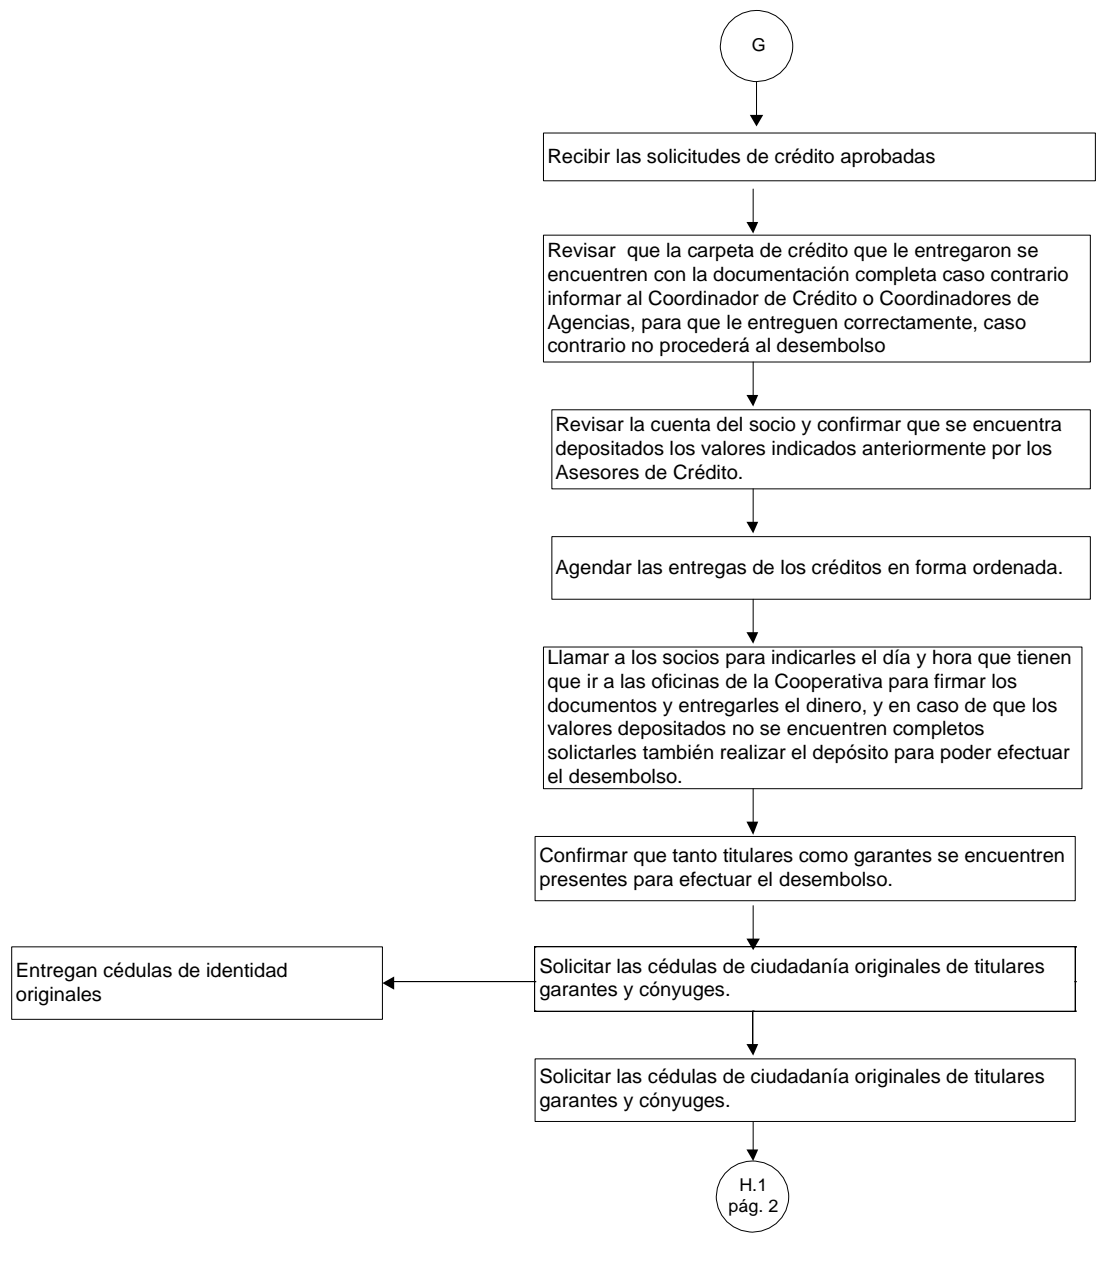 G
Recibir las solicitudes de crédito aprobadas
Revisar  que la carpeta de crédito que le entregaron se
encuentren con la documentación completa caso contrario
informar al Coordinador de Crédito o Coordinadores de
Agencias, para que le entreguen correctamente, caso
contrario no procederá al desembolso
Revisar la cuenta del socio y confirmar que se encuentra
depositados los valores indicados anteriormente por los
Asesores de Crédito.
Agendar las entregas de los créditos en forma ordenada.
Llamar a los socios para indicarles el día y hora que tienen
que ir a las oficinas de la Cooperativa para firmar los
documentos y entregarles el dinero, y en caso de que los
valores depositados no se encuentren completos
solictarles también realizar el depósito para poder efectuar
el desembolso.
Confirmar que tanto titulares como garantes se encuentren
presentes para efectuar el desembolso.
Entregan cédulas de identidad
originales
Solicitar las cédulas de ciudadanía originales de titulares
garantes y cónyuges.
Solicitar las cédulas de ciudadanía originales de titulares
garantes y cónyuges.
H.1
pág. 2